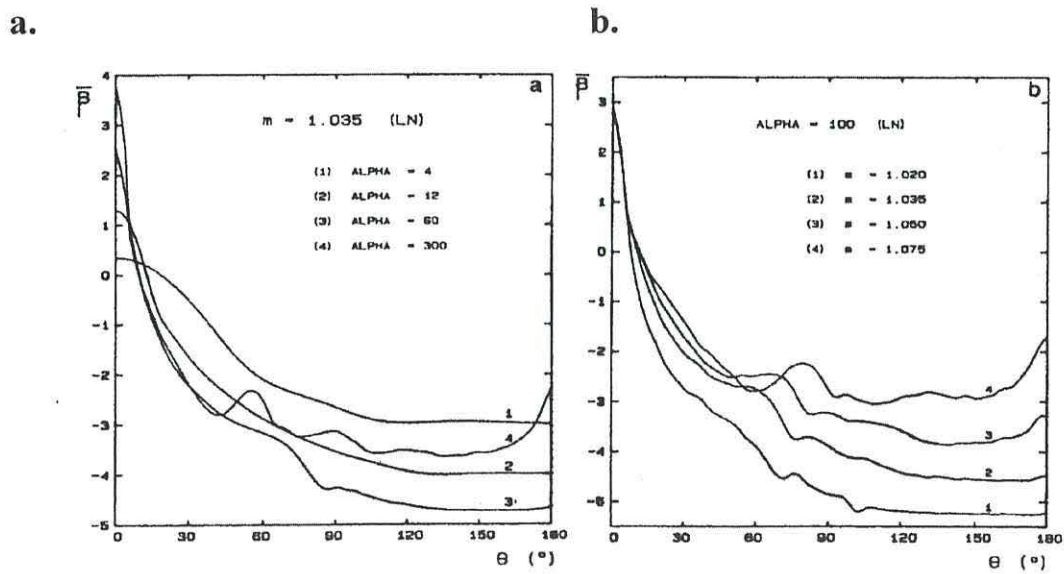 a.
b.
a
β̄
m = 1.035 (LN)
(1) ALPHA = 4
(2) ALPHA = 12
(3) ALPHA = 60
(4) ALPHA = 300
4
3
2
1
0
-1
-2
-3
-4
-5
1
4
2
3
0 30 60 90 120 150 180
θ (°)
b
β̄
ALPHA = 100 (LN)
(1) m = 1.020
(2) m = 1.035
(3) m = 1.050
(4) m = 1.075
3
2
1
0
-1
-2
-3
-4
-5
4
3
2
1
0 30 60 90 120 150 180
θ (°)